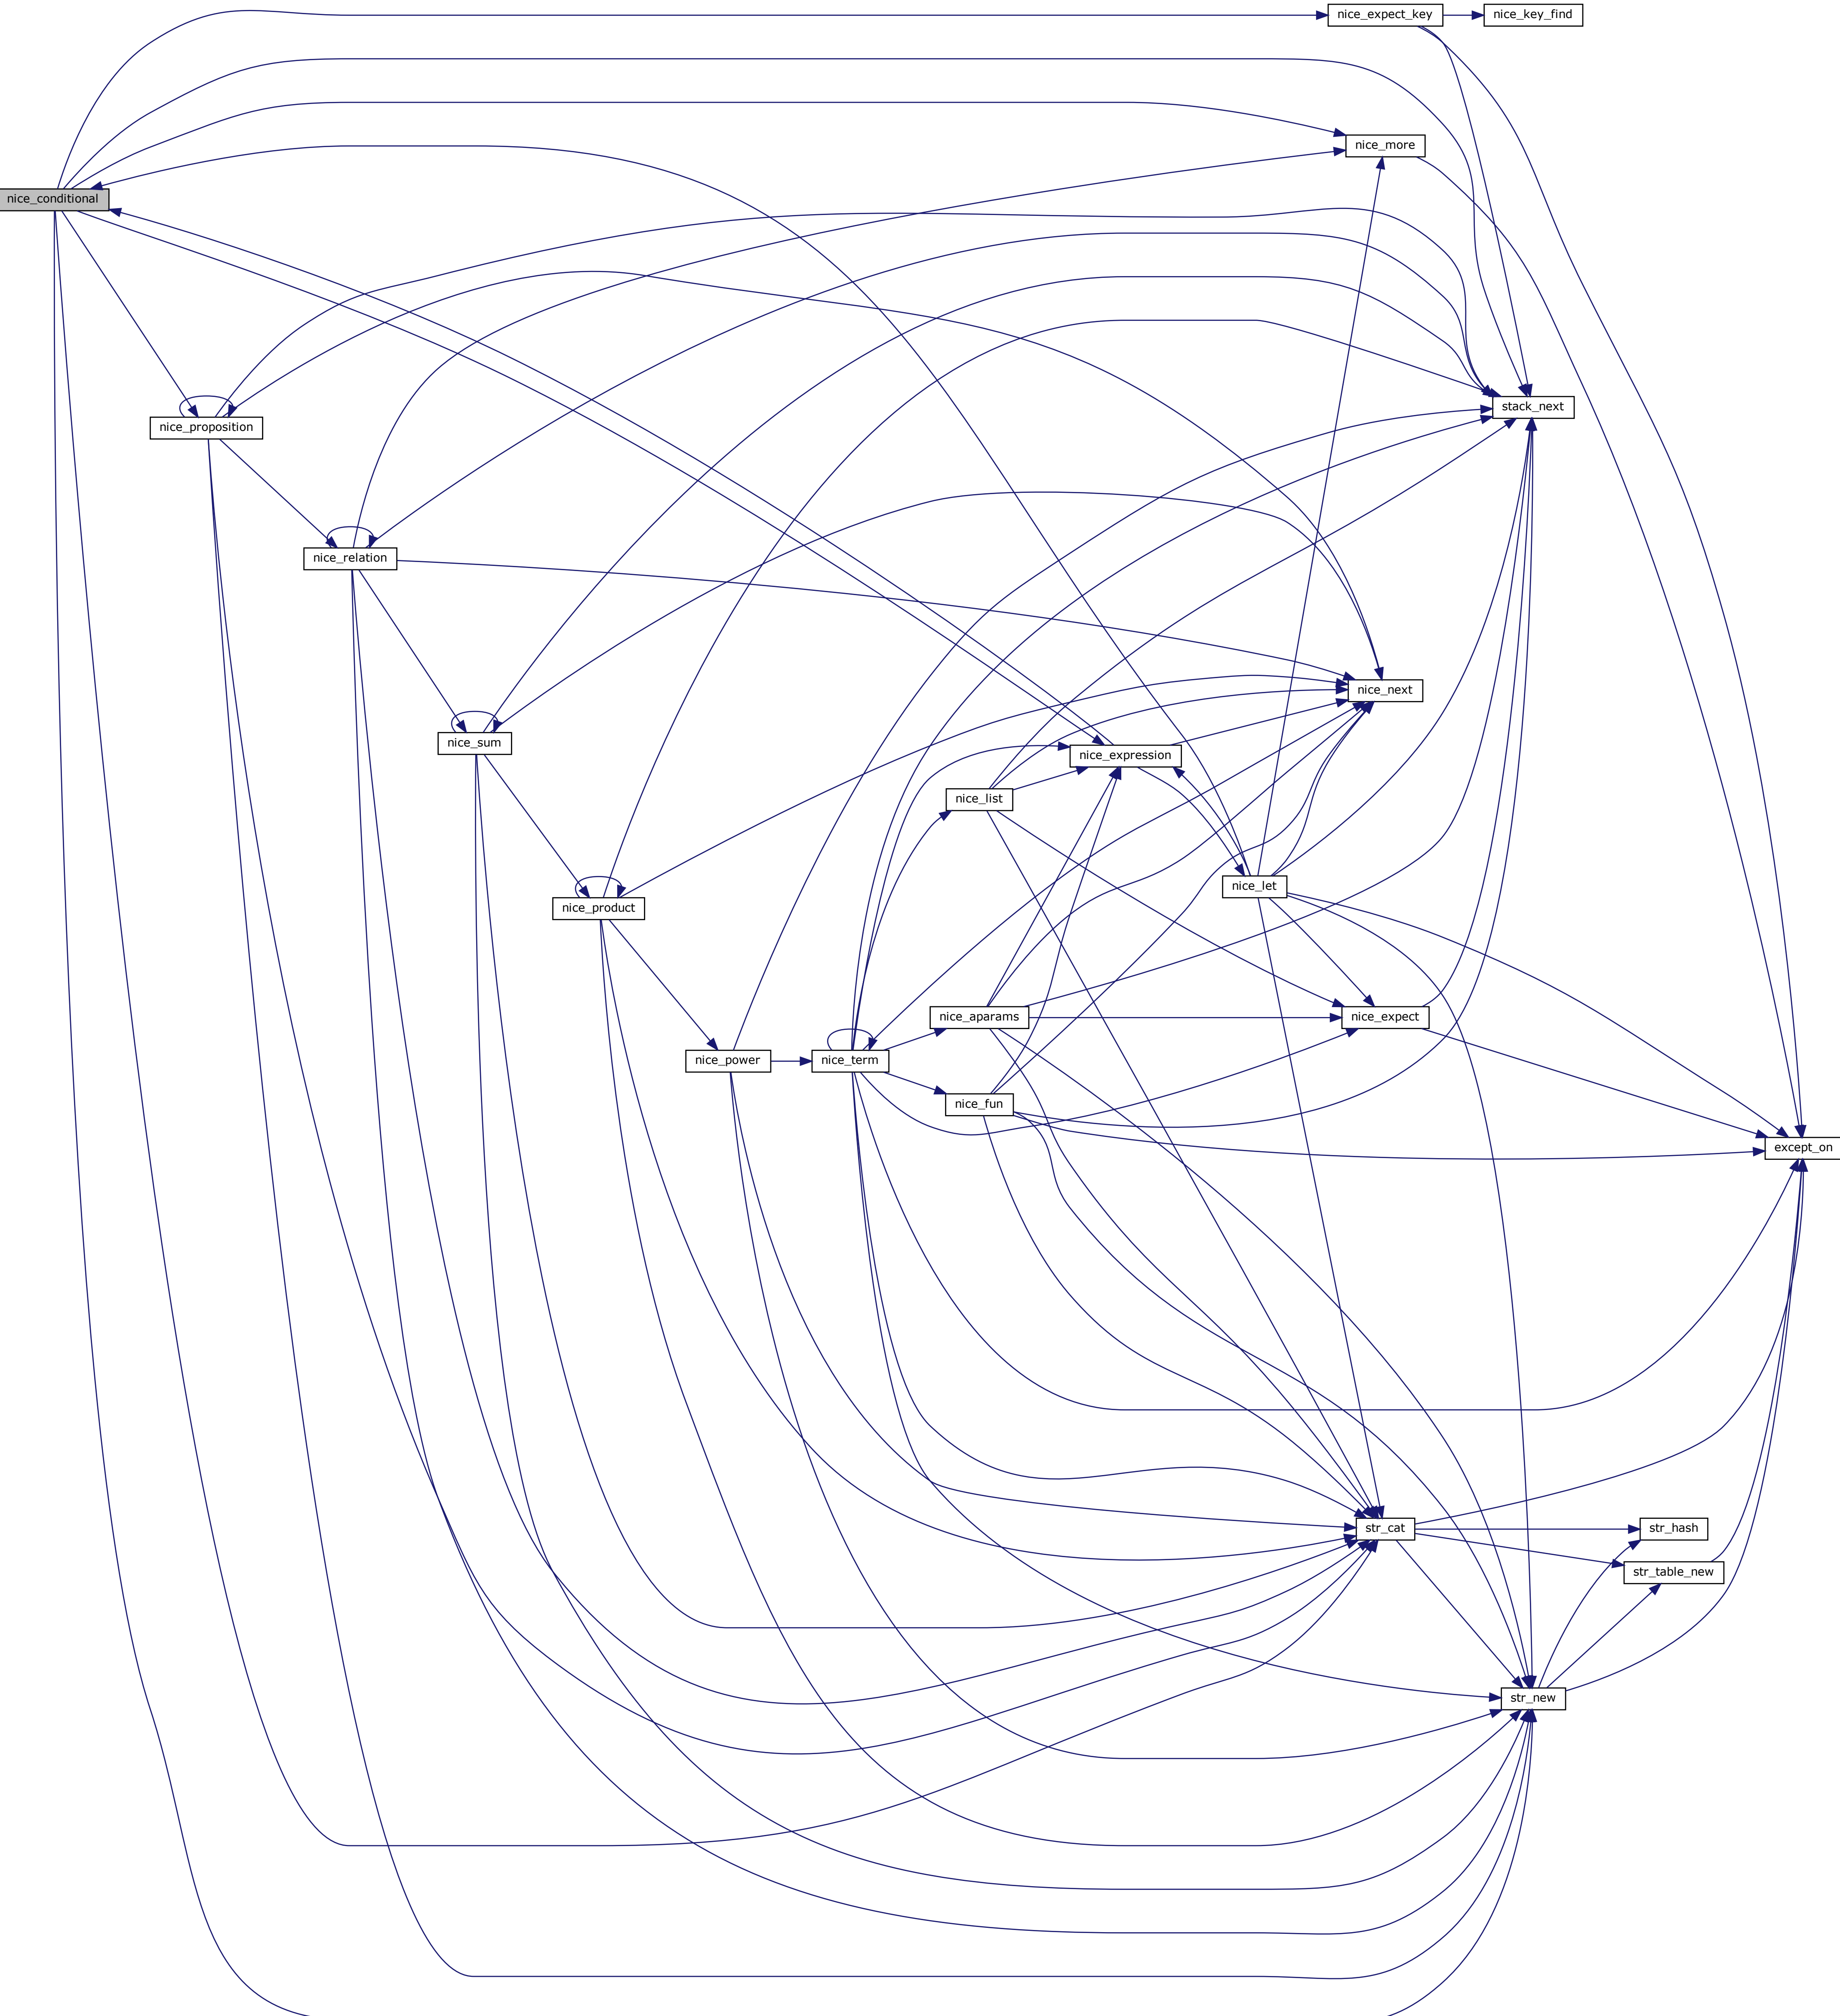 nice_expect_key
nice_key_find
nice_more
nice_conditional
stack_next
nice_proposition
nice_relation
nice_next
nice_sum
nice_expression
nice_list
nice_let
nice_product
nice_aparams
nice_expect
nice_power
nice_term
nice_fun
except_on
str_cat
str_hash
str_table_new
str_new